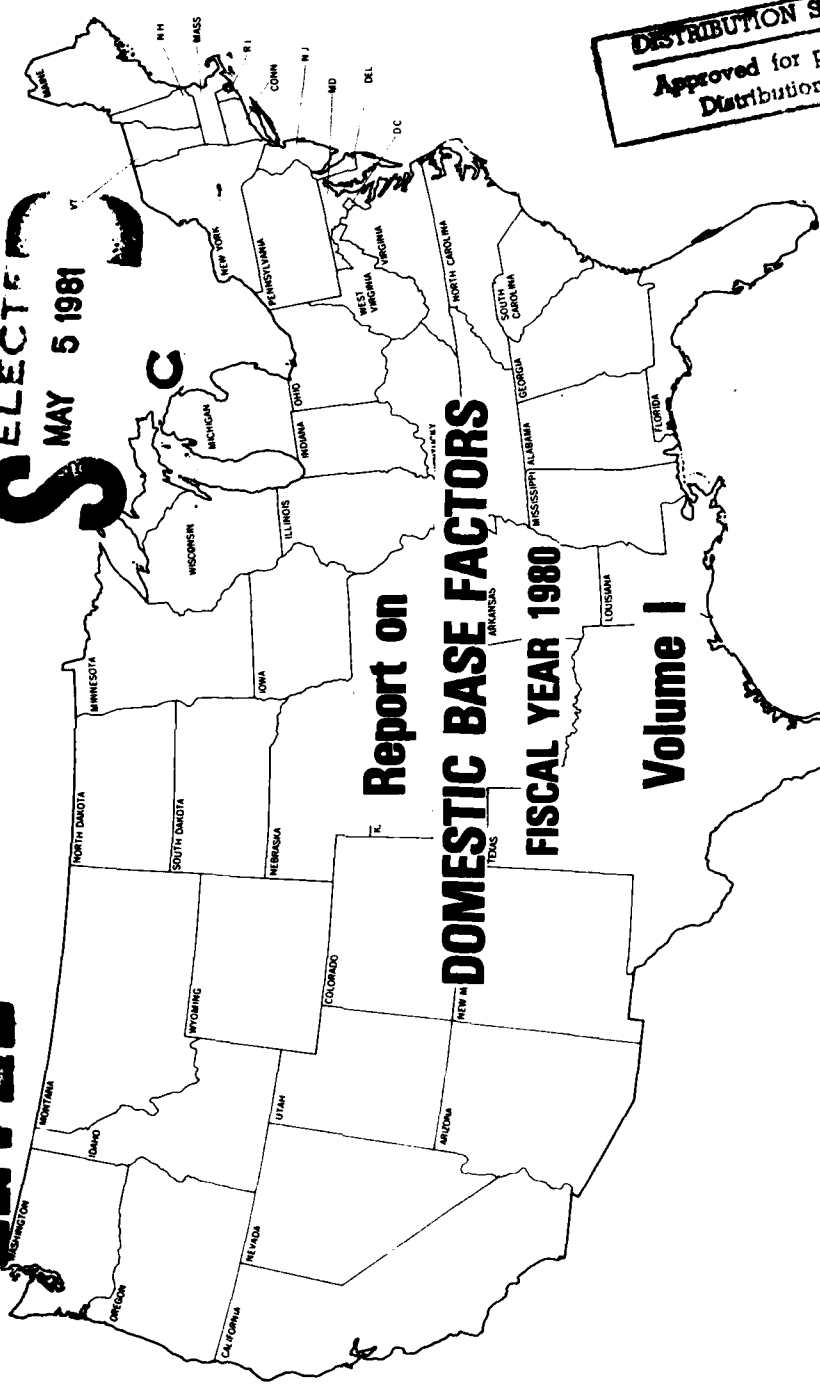 MAINE
VT
N H
MASS
R I
CONN
N J
MD
DEL
DC
NEW YORK
PENNSYLVANIA
WEST
VIRGINIA
VIRGINIA
NORTH CAROLINA
SOUTH
CAROLINA
GEORGIA
FLORIDA
ALABAMA
MISSISSIPPI
LOUISIANA
ARKANSAS
OHIO
INDIANA
MICHIGAN
ILLINOIS
WISCONSIN
MINNESOTA
IOWA
NORTH DAKOTA
SOUTH DAKOTA
NEBRASKA
K.
TEXAS
NEW M
COLORADO
WYOMING
MONTANA
IDAHO
UTAH
ARIZONA
NEVADA
WASHINGTON
OREGON
CALIFORNIA
Report on
DOMESTIC BASE FACTORS
FISCAL YEAR 1980
Volume I
MAY 5 1981
S
C
DISTRIBUTION S
Approved for p
Distribution